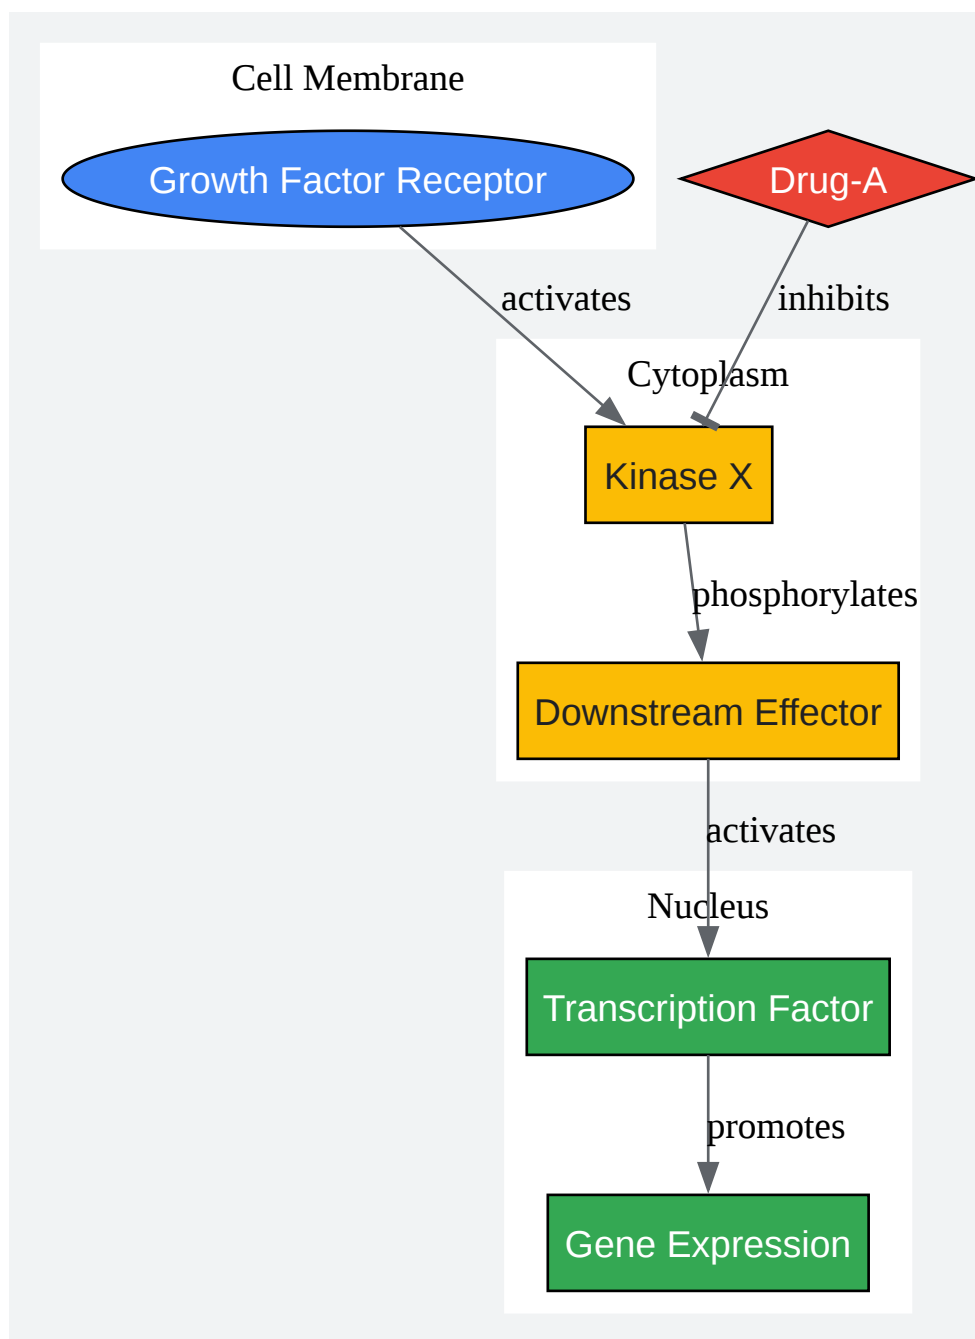 Cell Membrane
Growth Factor Receptor
Drug-A
activates
inhibits
Cytoplasm
Kinase X
phosphorylates
Downstream Effector
activates
Nucleus
Transcription Factor
promotes
Gene Expression